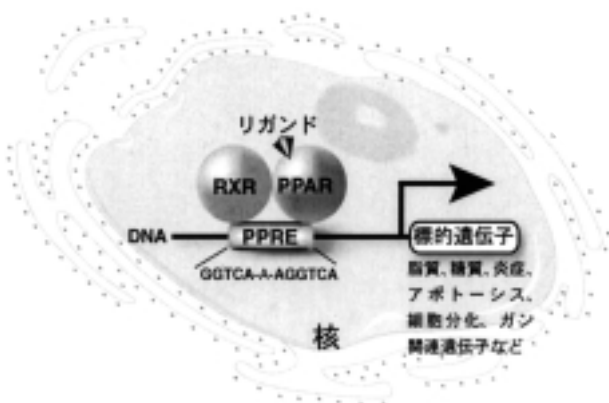 リガンド
RXR
PPAR
DNA
PPRE
標的遺伝子
GGTCA-A-AGGTCA
脂質、糖質、炎症、
アポトーシス、
細胞分化、ガン
関連遺伝子など
核